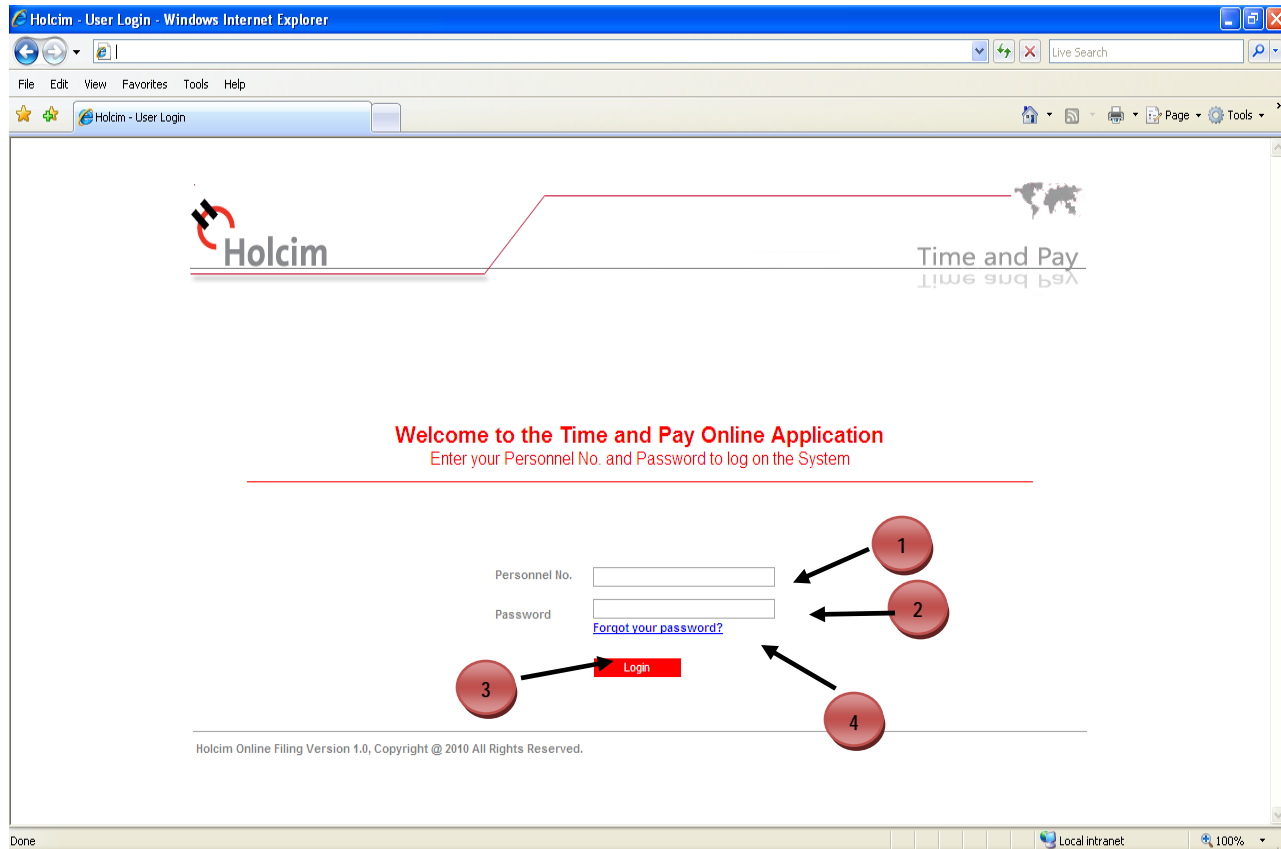 Holcim - User Login - Windows Internet Explorer
Live Search
File Edit View Favorites Tools Help
Holcim - User Login
Page Tools
Holcim
Time and Pay
Time and Pay
Welcome to the Time and Pay Online Application
Enter your Personnel No. and Password to log on the System
1
Personnel No.
2
Password
Forgot your password?
Login
3
4
Holcim Online Filing Version 1.0, Copyright @ 2010 All Rights Reserved.
Done
Local intranet
100%